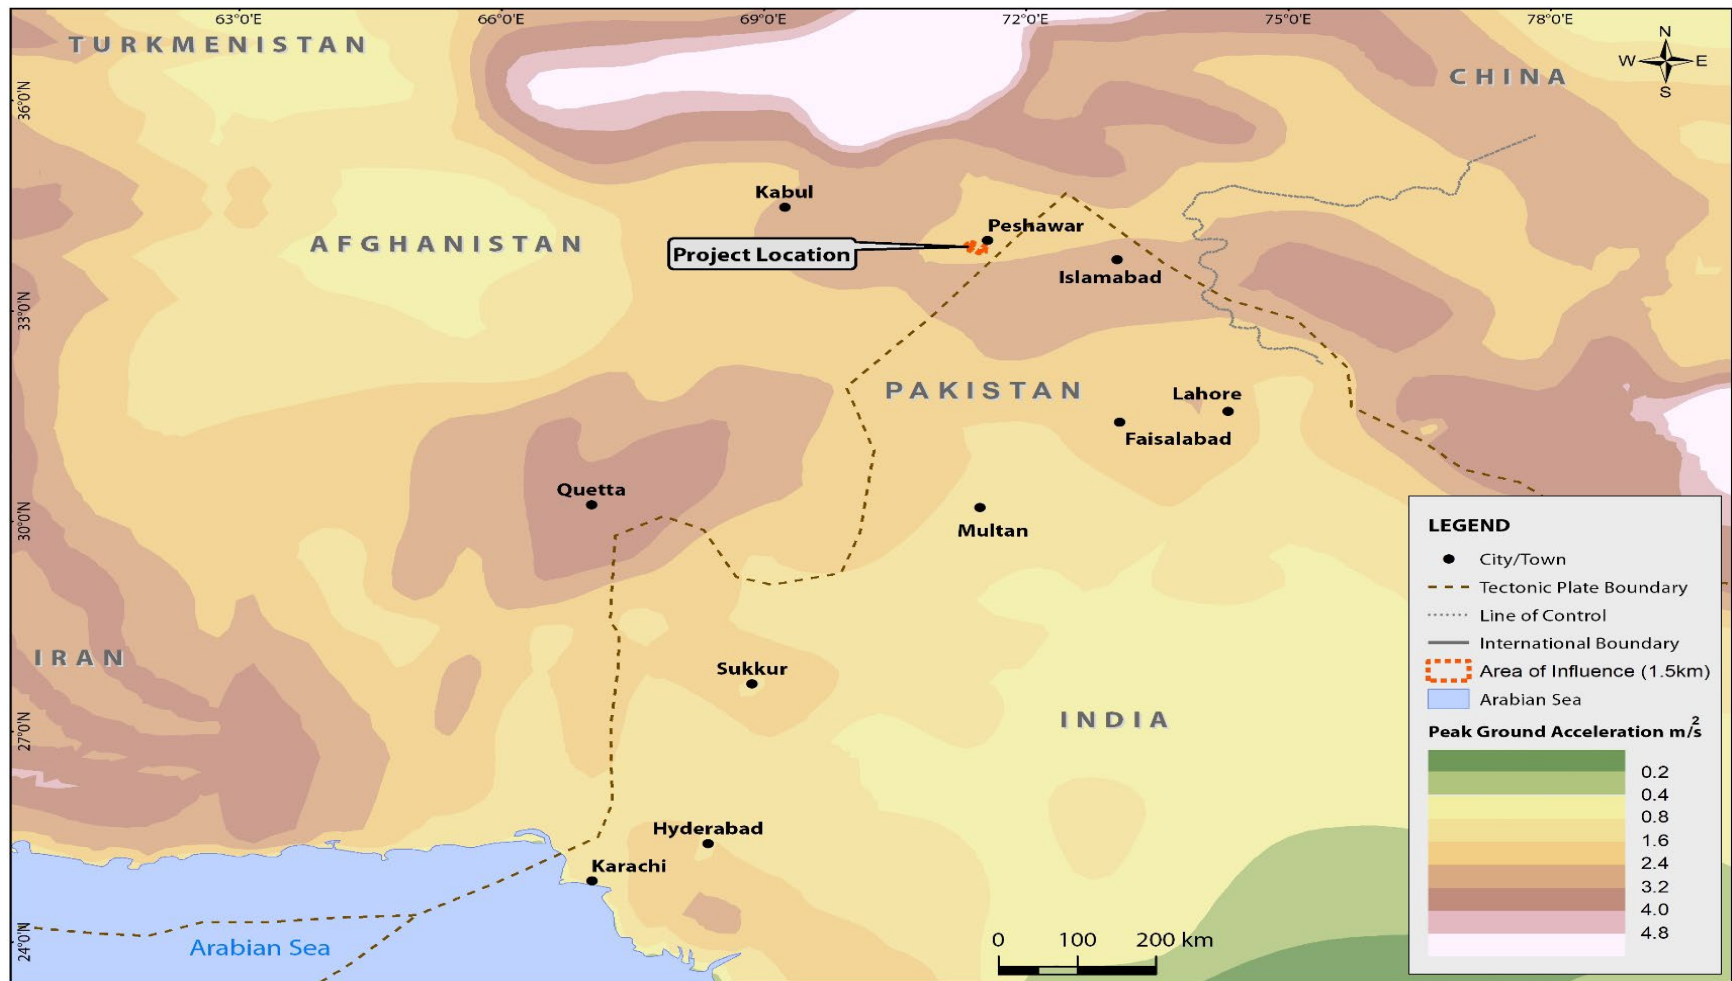 63°0'E 66°0'E 69°0'E 72°0'E 75°0'E 78°0'E
TURKMENISTAN
N
W E
S
CHINA
36°0'N
Kabul
Peshawar
AFGHANISTAN
Project Location
Islamabad
33°0'N
PAKISTAN
Lahore
Faisalabad
Quetta
30°0'N
Multan
IRAN
Sukkur
INDIA
27°0'N
Hyderabad
Karachi
24°0'N
Arabian Sea
0 100 200 km
LEGEND
City/Town
Tectonic Plate Boundary
Line of Control
International Boundary
Area of Influence (1.5km)
Arabian Sea
Peak Ground Acceleration m/s²
0.2
0.4
0.8
1.6
2.4
3.2
4.0
4.8